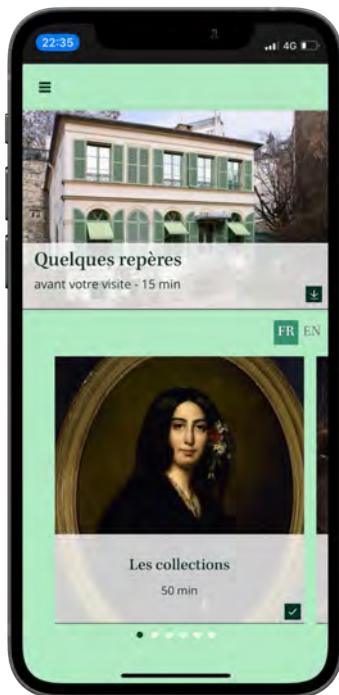 22:35
4G
Quelques repères
avant votre visite - 15 min
FR EN
Les collections
50 min